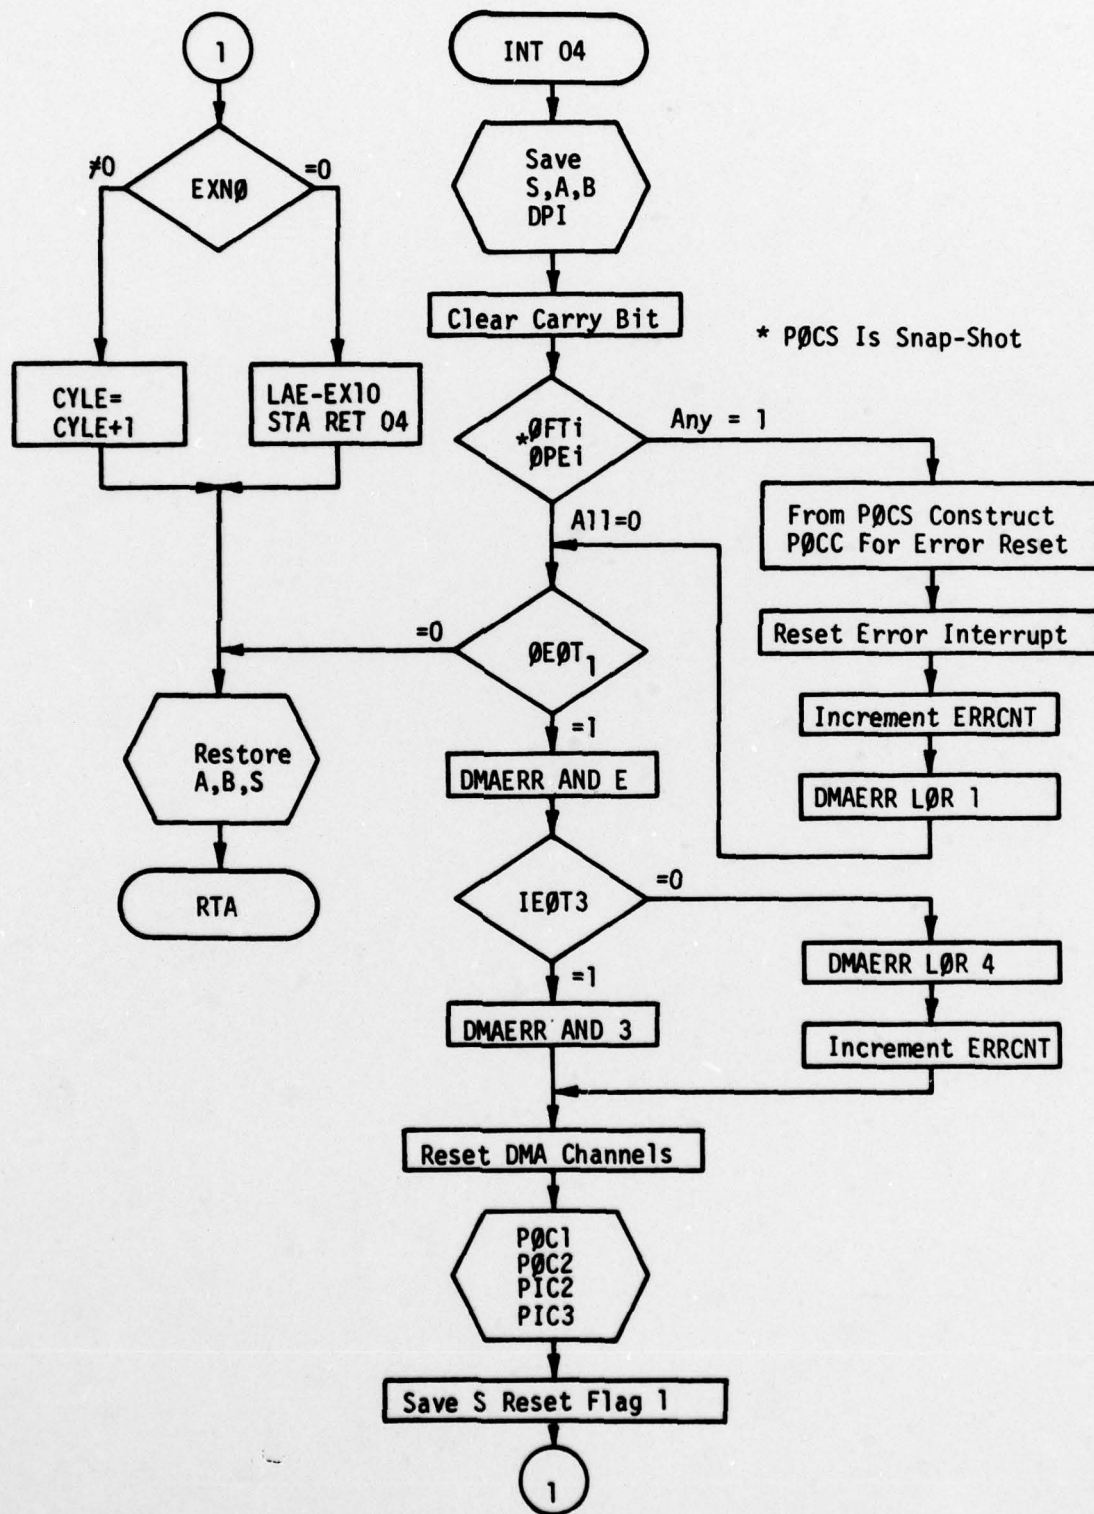 1
INT 04
EXNØ
≠0
=0
Save
S,A,B
DPI
Clear Carry Bit
* PØCS Is Snap-Shot
CYLE=
CYLE+1
LAE-EX10
STA RET 04
*ØFTi
ØPEi
Any = 1
All=0
From PØCS Construct
PØCC For Error Reset
Reset Error Interrupt
Increment ERRCNT
DMAERR LØR 1
=0
ØEØT1
=1
Restore
A,B,S
RTA
DMAERR AND E
IEØT3
=0
=1
DMAERR LØR 4
Increment ERRCNT
DMAERR AND 3
Reset DMA Channels
PØC1
PØC2
PIC2
PIC3
Save S Reset Flag 1
1